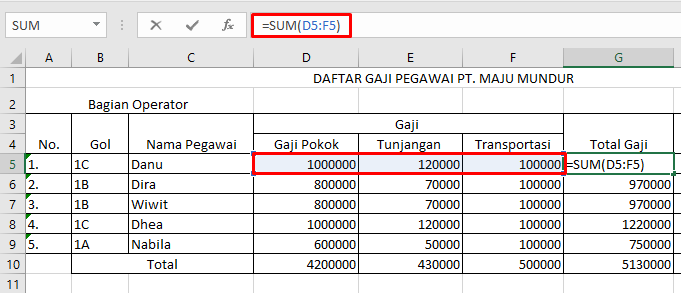 SUM =SUM(D5:F5)
A B C D E F G
1 DAFTAR GAJI PEGAWAI PT. MAJU MUNDUR
2 Bagian Operator
3 Gaji
4 No. Gol Nama Pegawai Gaji Pokok Tunjangan Transportasi Total Gaji
5 1. 1C Danu 1000000 120000 100000 =SUM(D5:F5)
6 2. 1B Dira 800000 70000 100000 970000
7 3. 1B Wiwit 800000 70000 100000 970000
8 4. 1C Dhea 1000000 120000 100000 1220000
9 5. 1A Nabila 600000 50000 100000 750000
10 Total 4200000 430000 500000 5130000
11